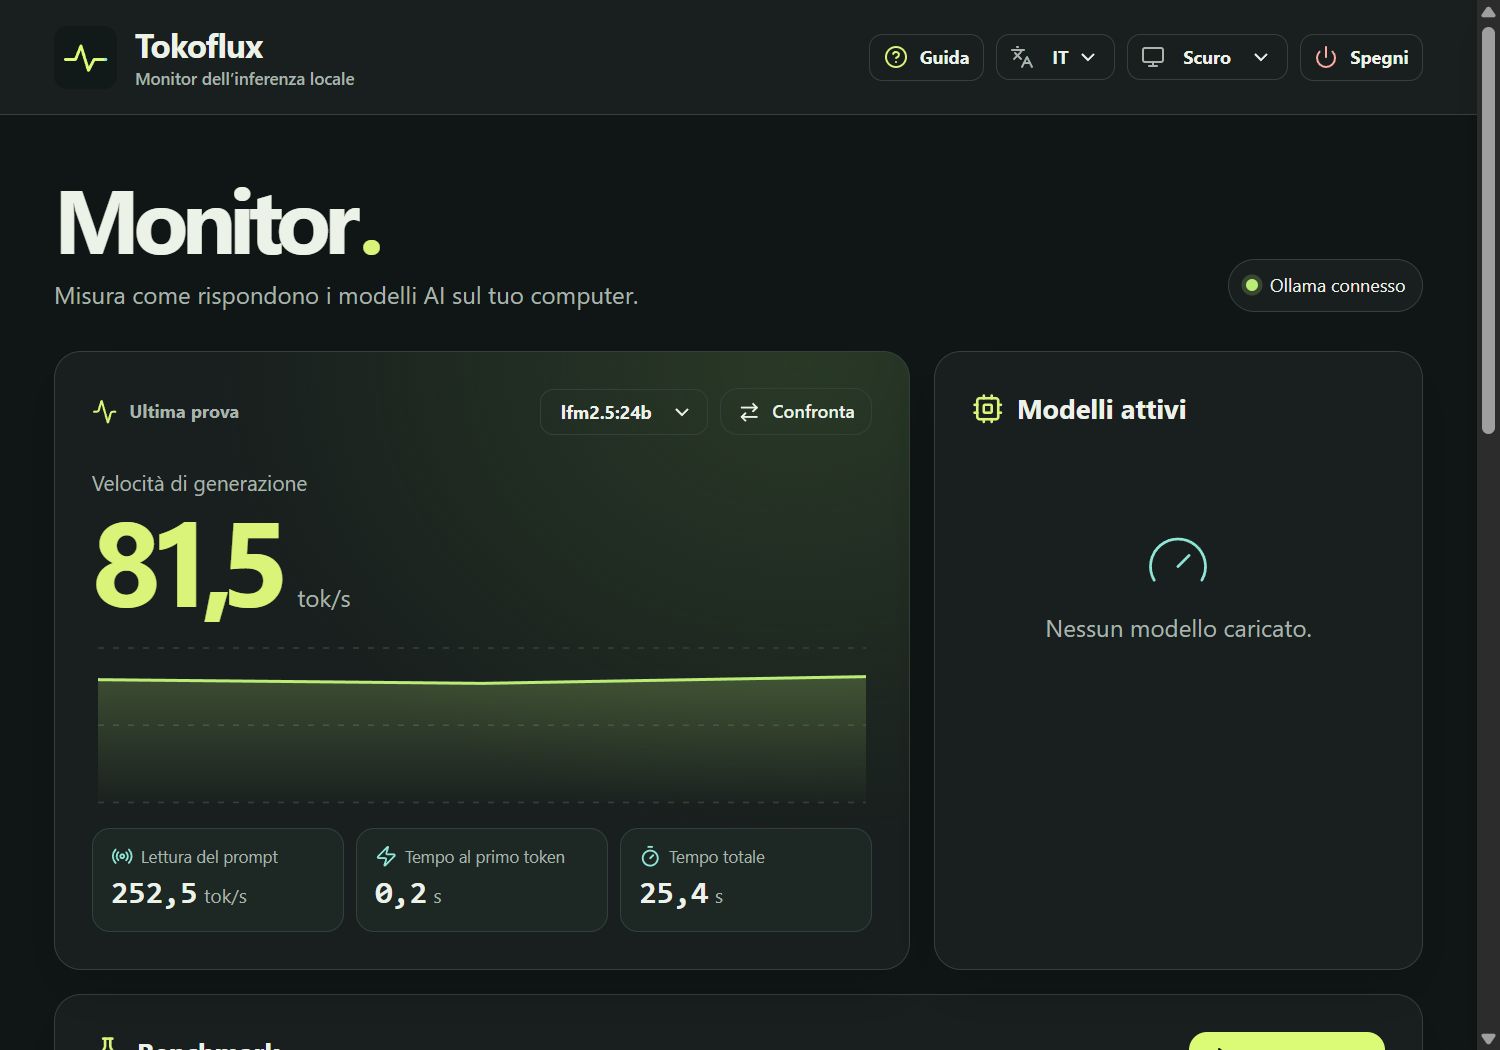 Tokoflux
Monitor dell'inferenza locale
Guida
IT
Scuro
Spegni
Monitor.
Misura come rispondono i modelli AI sul tuo computer.
Ollama connesso
Ultima prova
lfm2.5:24b
Confronta
Velocità di generazione
81,5 tok/s
Lettura del prompt
252,5 tok/s
Tempo al primo token
0,2 s
Tempo totale
25,4 s
Modelli attivi
Nessun modello caricato.
Benchmark